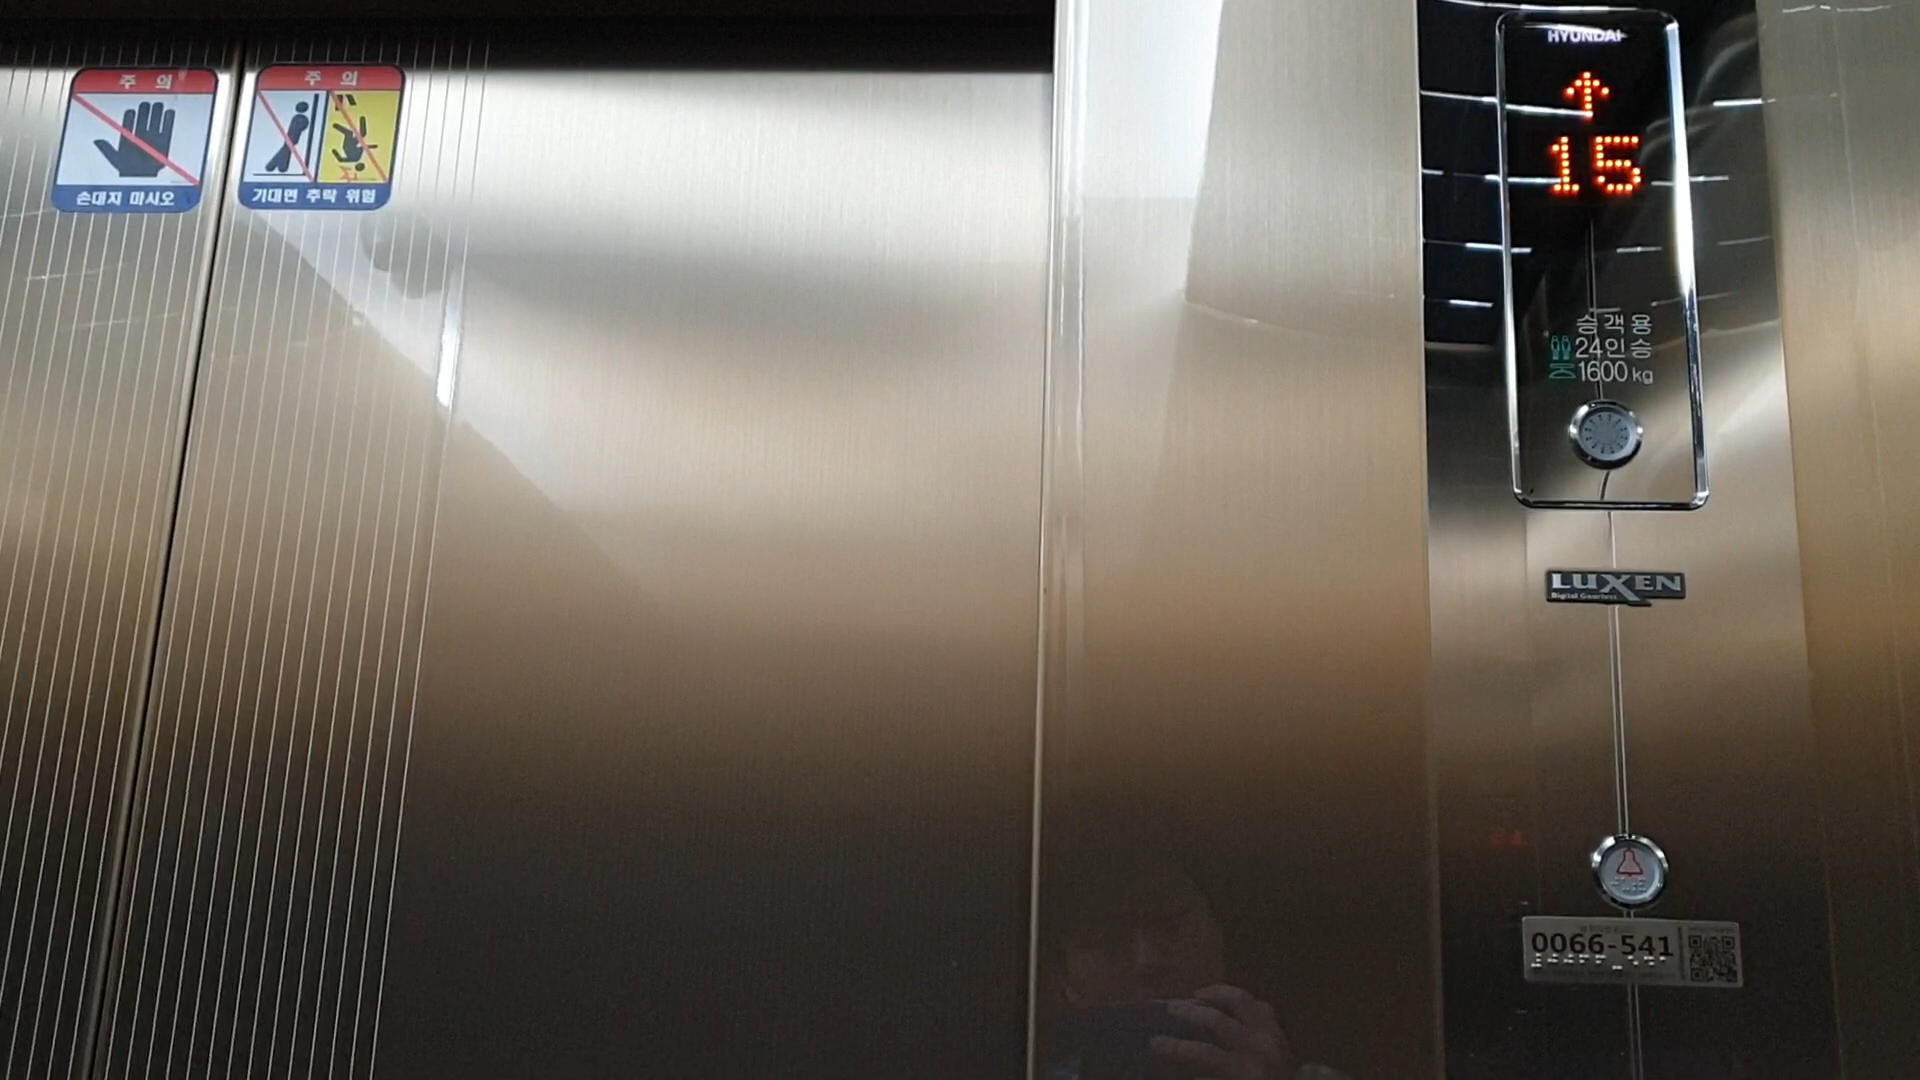 주 의
손대지 마시오
주 의
기대면 추락 위험
HYUNDAI
15
승객용
24인승
1600 kg
LUXEN
Digital Gearless
0066-541